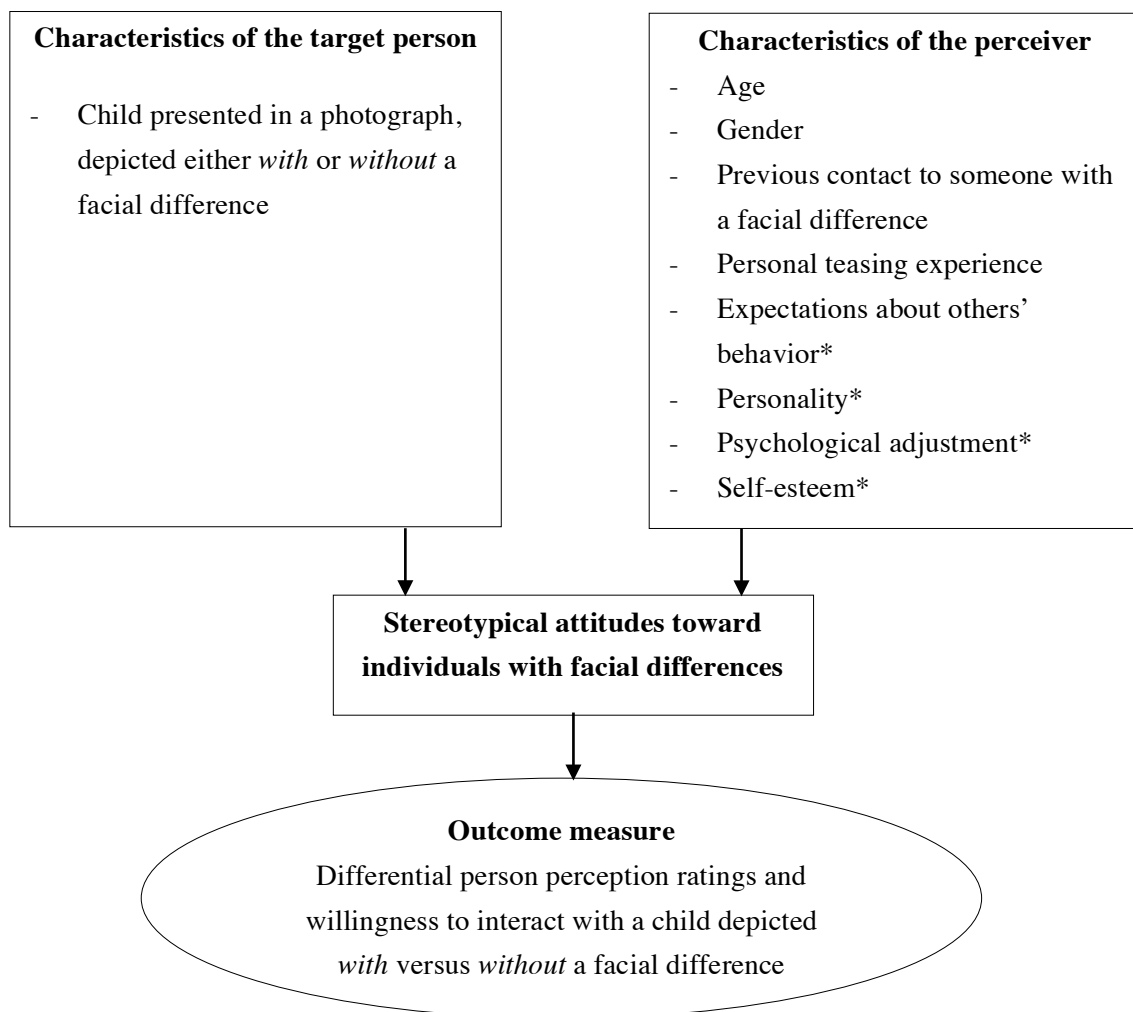 Characteristics of the target person
- Child presented in a photograph,
depicted either with or without a
facial difference
Characteristics of the perceiver
- Age
- Gender
- Previous contact to someone with
a facial difference
- Personal teasing experience
- Expectations about others’
behavior*
- Personality*
- Psychological adjustment*
- Self-esteem*
Stereotypical attitudes toward
individuals with facial differences
Outcome measure
Differential person perception ratings and
willingness to interact with a child depicted
with versus without a facial difference